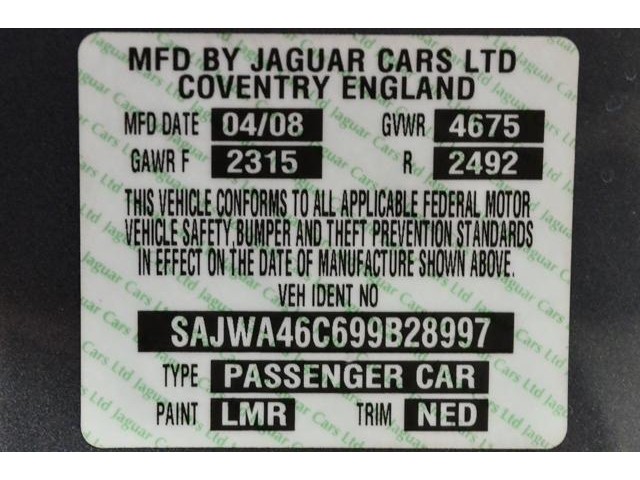 MFD BY JAGUAR CARS LTD
COVENTRY ENGLAND
MFD DATE 04/08 GVWR 4675
GAWR F 2315 R 2492
THIS VEHICLE CONFORMS TO ALL APPLICABLE FEDERAL MOTOR
VEHICLE SAFETY, BUMPER AND THEFT PREVENTION STANDARDS
IN EFFECT ON THE DATE OF MANUFACTURE SHOWN ABOVE.
VEH IDENT NO
SAJWA46C699B28997
TYPE PASSENGER CAR
PAINT LMR TRIM NED